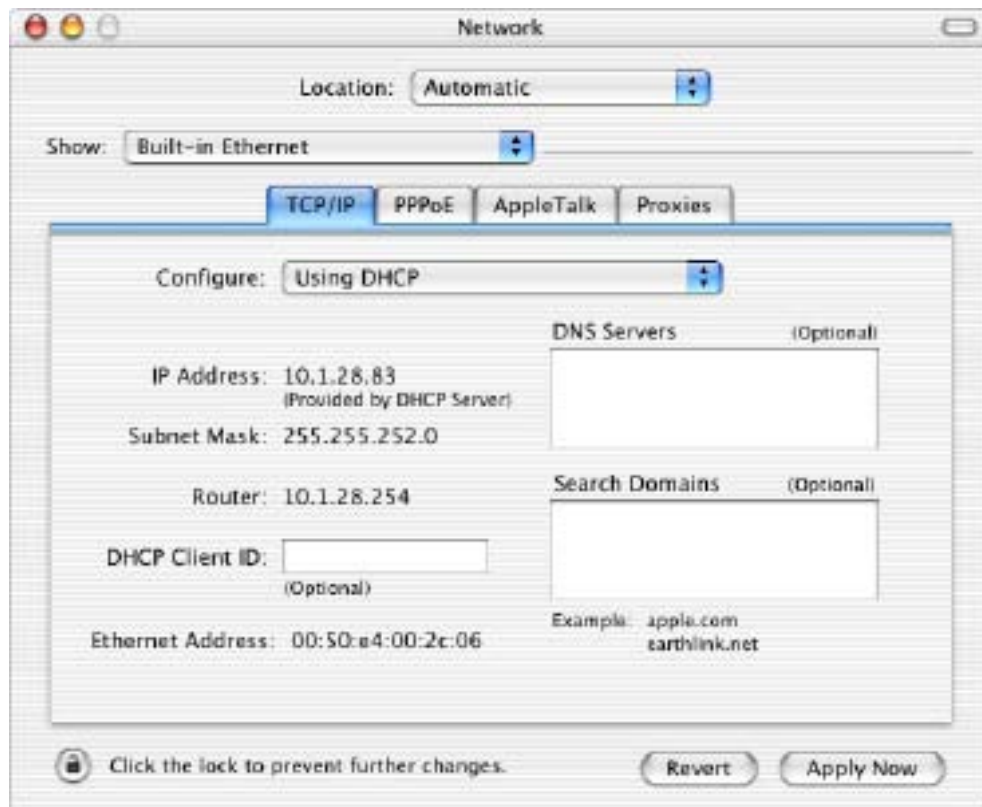 Network
Location: Automatic
Show: Built-in Ethernet
TCP/IP PPPoE AppleTalk Proxies
Configure: Using DHCP
DNS Servers (Optional)
IP Address: 10.1.28.83
(Provided by DHCP Server)
Subnet Mask: 255.255.252.0
Search Domains (Optional)
Router: 10.1.28.254
DHCP Client ID:
(Optional)
Example: apple.com
earthlink.net
Ethernet Address: 00:50:e4:00:2c:06
Click the lock to prevent further changes.
Revert Apply Now